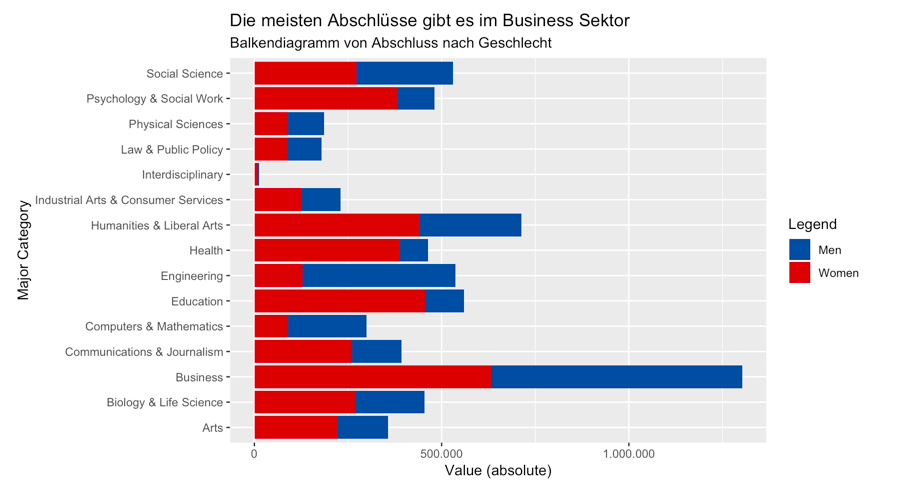 Die meisten Abschlüsse gibt es im Business Sektor
Balkendiagramm von Abschluss nach Geschlecht
Major Category
Social Science
Psychology & Social Work
Physical Sciences
Law & Public Policy
Interdisciplinary
Industrial Arts & Consumer Services
Humanities & Liberal Arts
Health
Engineering
Education
Computers & Mathematics
Communications & Journalism
Business
Biology & Life Science
Arts
0 500.000 1.000.000
Value (absolute)
Legend
Men
Women